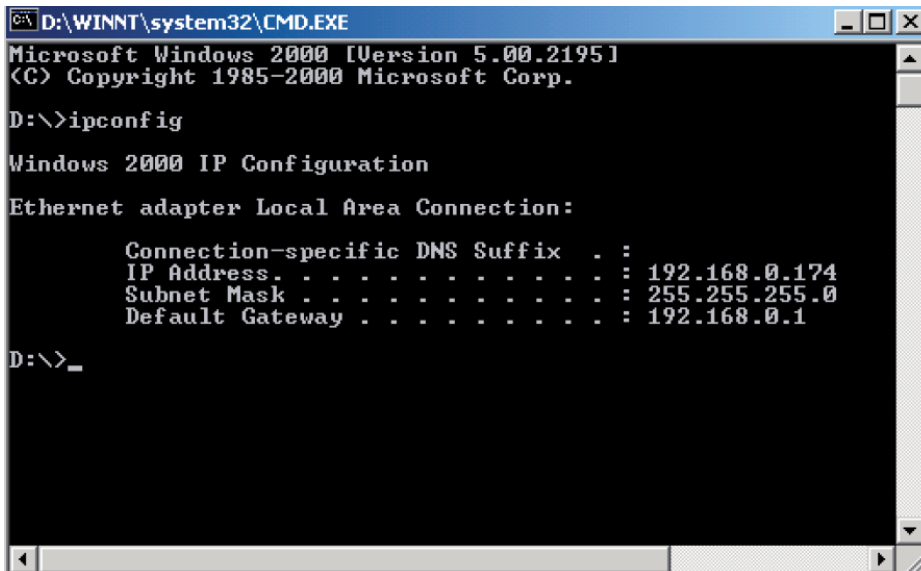 D:\WINNT\system32\CMD.EXE
Microsoft Windows 2000 [Version 5.00.2195]
(C) Copyright 1985-2000 Microsoft Corp.
D:\>ipconfig
Windows 2000 IP Configuration
Ethernet adapter Local Area Connection:
Connection-specific DNS Suffix . :
IP Address. . . . . . . . . . . . : 192.168.0.174
Subnet Mask . . . . . . . . . . . : 255.255.255.0
Default Gateway . . . . . . . . . : 192.168.0.1
D:\>_